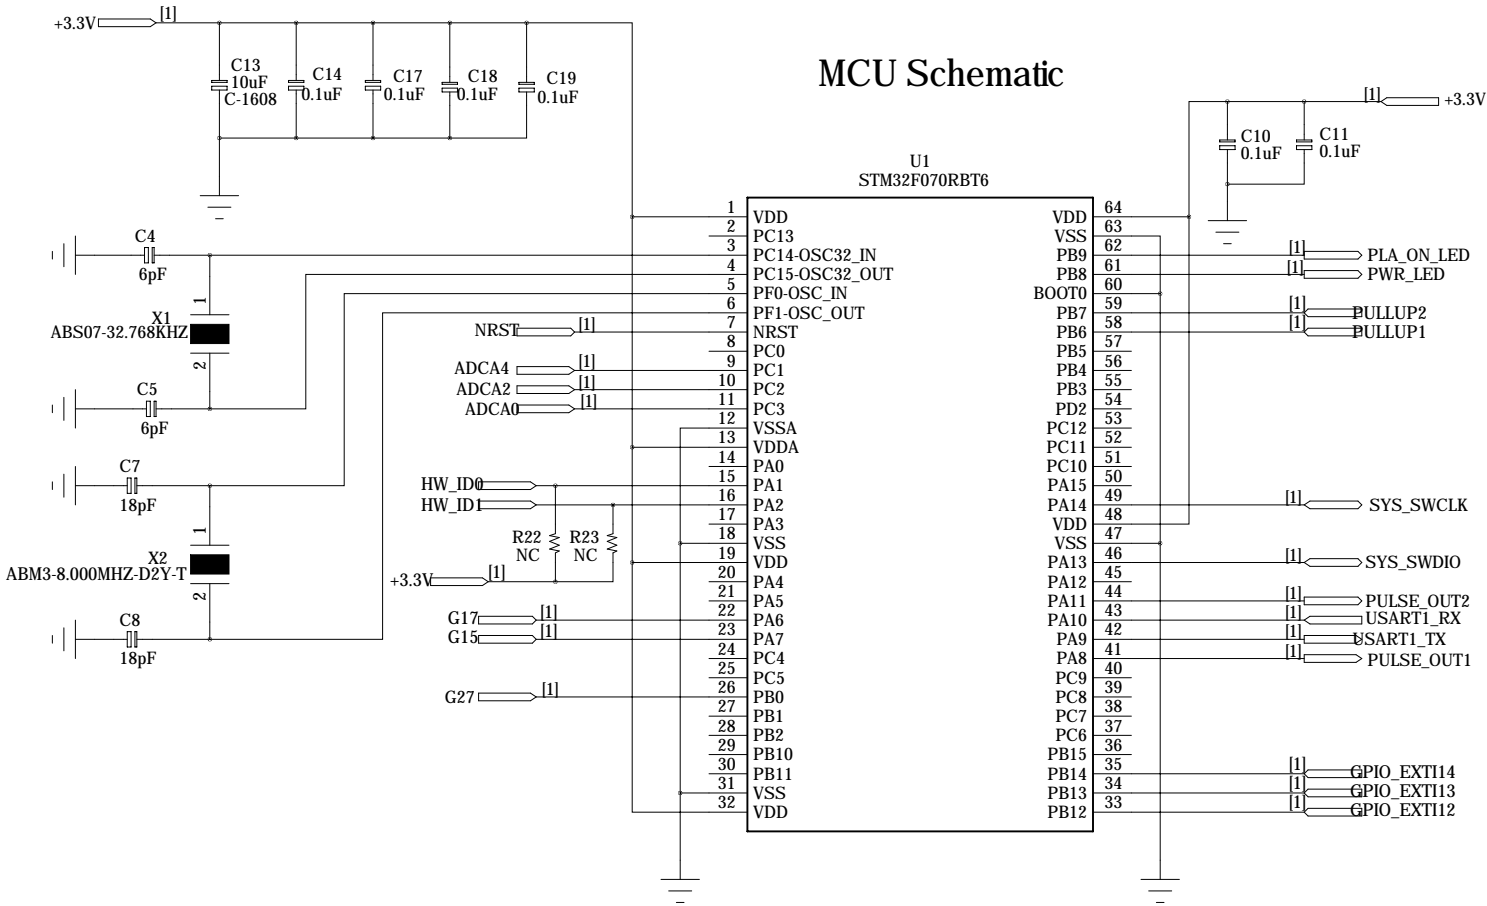 MCU Schematic
+3.3V [1]
C13
10uF
C-1608
C14
0.1uF
C17
0.1uF
C18
0.1uF
C19
0.1uF
[1] +3.3V
C10
0.1uF
C11
0.1uF
U1
STM32F070RBT6
C4
6pF
1
X1
ABS07-32.768KHZ
2
C5
6pF
C7
18pF
1
X2
ABM3-8.000MHZ-D2Y-T
2
C8
18pF
NRST [1]
ADCA4 [1]
ADCA2 [1]
ADCA0 [1]
HW_ID0
HW_ID1
R22
NC
R23
NC
+3.3V [1]
G17 [1]
G15 [1]
G27 [1]
1 VDD
2 PC13
3 PC14-OSC32_IN
4 PC15-OSC32_OUT
5 PF0-OSC_IN
6 PF1-OSC_OUT
7 NRST
8 PC0
9 PC1
10 PC2
11 PC3
12 VSSA
13 VDDA
14 PA0
15 PA1
16 PA2
17 PA3
18 VSS
19 VDD
20 PA4
21 PA5
22 PA6
23 PA7
24 PC4
25 PC5
26 PB0
27 PB1
28 PB2
29 PB10
30 PB11
31 VSS
32 VDD
VDD 64
VSS 63
PB9 62
PB8 61
BOOT0 60
PB7 59
PB6 58
PB5 57
PB4 56
PB3 55
PD2 54
PC12 53
PC11 52
PC10 51
PA15 50
PA14 49
VDD 48
VSS 47
PA13 46
PA12 45
PA11 44
PA10 43
PA9 42
PA8 41
PC9 40
PC8 39
PC7 38
PC6 37
PB15 36
PB14 35
PB13 34
PB12 33
[1] PLA_ON_LED
[1] PWR_LED
[1] PULLUP2
[1] PULLUP1
[1] SYS_SWCLK
[1] SYS_SWDIO
[1] PULSE_OUT2
[1] USART1_RX
[1] USART1_TX
[1] PULSE_OUT1
[1] GPIO_EXTI14
[1] GPIO_EXTI13
[1] GPIO_EXTI12